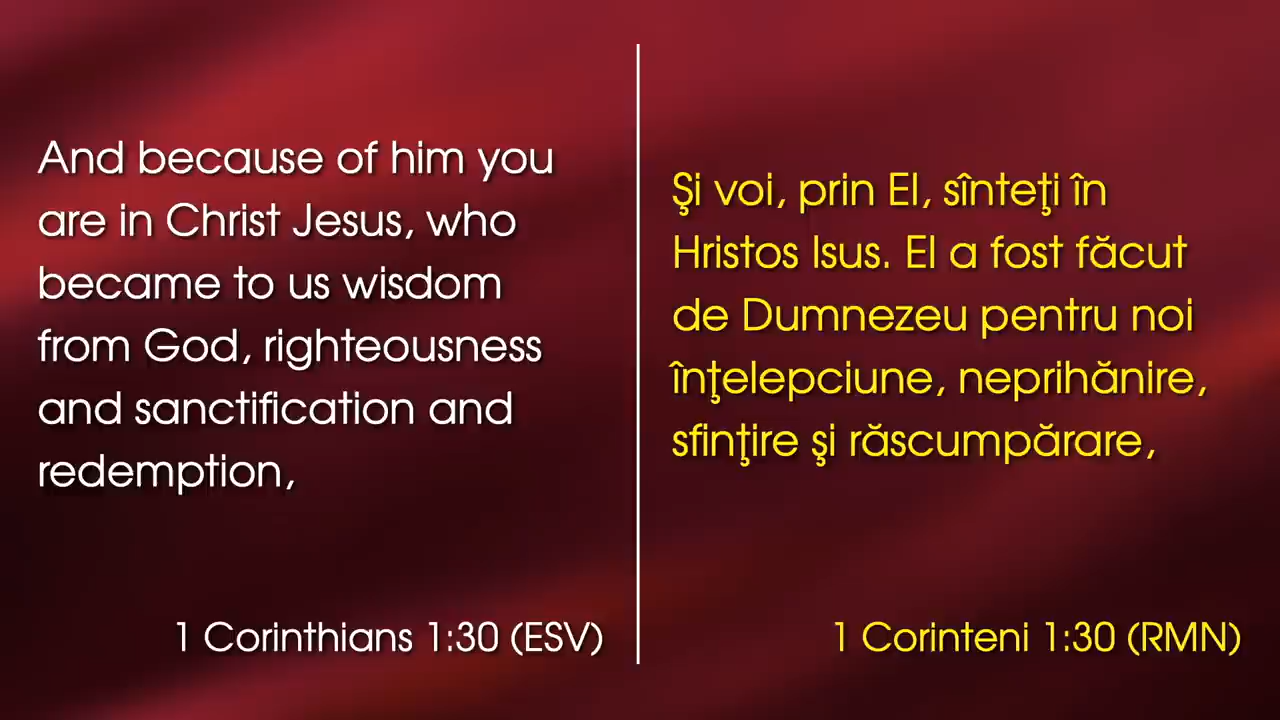 And because of him you
are in Christ Jesus, who
became to us wisdom
from God, righteousness
and sanctification and
redemption,
1 Corinthians 1:30 (ESV)
Şi voi, prin El, sînteţi în
Hristos Isus. El a fost făcut
de Dumnezeu pentru noi
înţelepciune, neprihănire,
sfinţire şi răscumpărare,
1 Corinteni 1:30 (RMN)